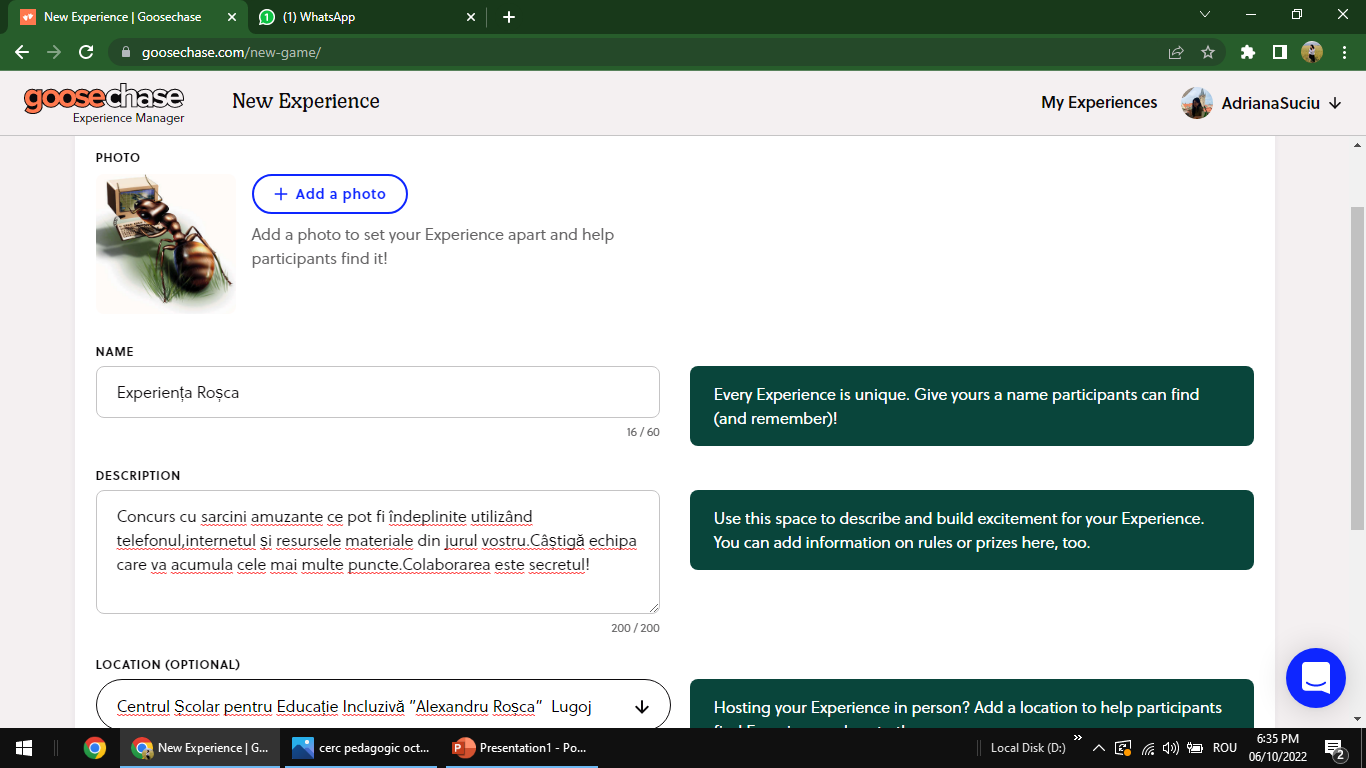 New Experience | Goosechase
(1) WhatsApp
goosechase.com/new-game/
goosechase
Experience Manager
New Experience
My Experiences
AdrianaSuciu
PHOTO
+ Add a photo
Add a photo to set your Experience apart and help
participants find it!
NAME
Experiența Roșca
16 / 60
Every Experience is unique. Give yours a name participants can find
(and remember)!
DESCRIPTION
Concurs cu sarcini amuzante ce pot fi îndeplinite utilizând
telefonul,internetul și resursele materiale din jurul vostru.Câștigă echipa
care va acumula cele mai multe puncte.Colaborarea este secretul!
200 / 200
Use this space to describe and build excitement for your Experience.
You can add information on rules or prizes here, too.
LOCATION (OPTIONAL)
Centrul Școlar pentru Educație Incluzivă ”Alexandru Roșca” Lugoj
Hosting your Experience in person? Add a location to help participants
New Experience | G...
cerc pedagogic oct...
Presentation1 - Po...
Local Disk (D:)
ROU
6:35 PM
06/10/2022
2